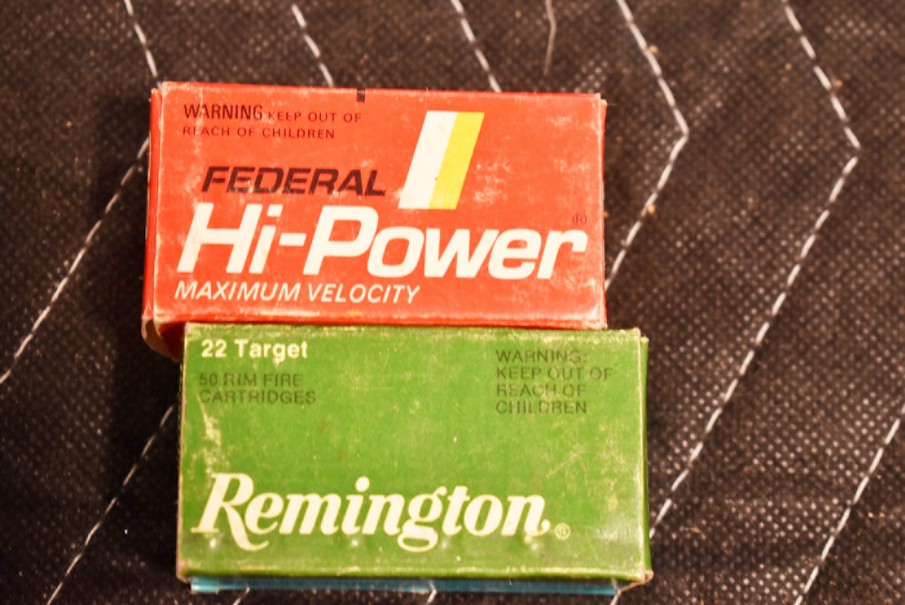 WARNING KEEP OUT OF
REACH OF CHILDREN
FEDERAL
Hi-Power®
MAXIMUM VELOCITY
22 Target
50 RIM FIRE
CARTRIDGES
WARNING:
KEEP OUT OF
REACH OF
CHILDREN
Remington®